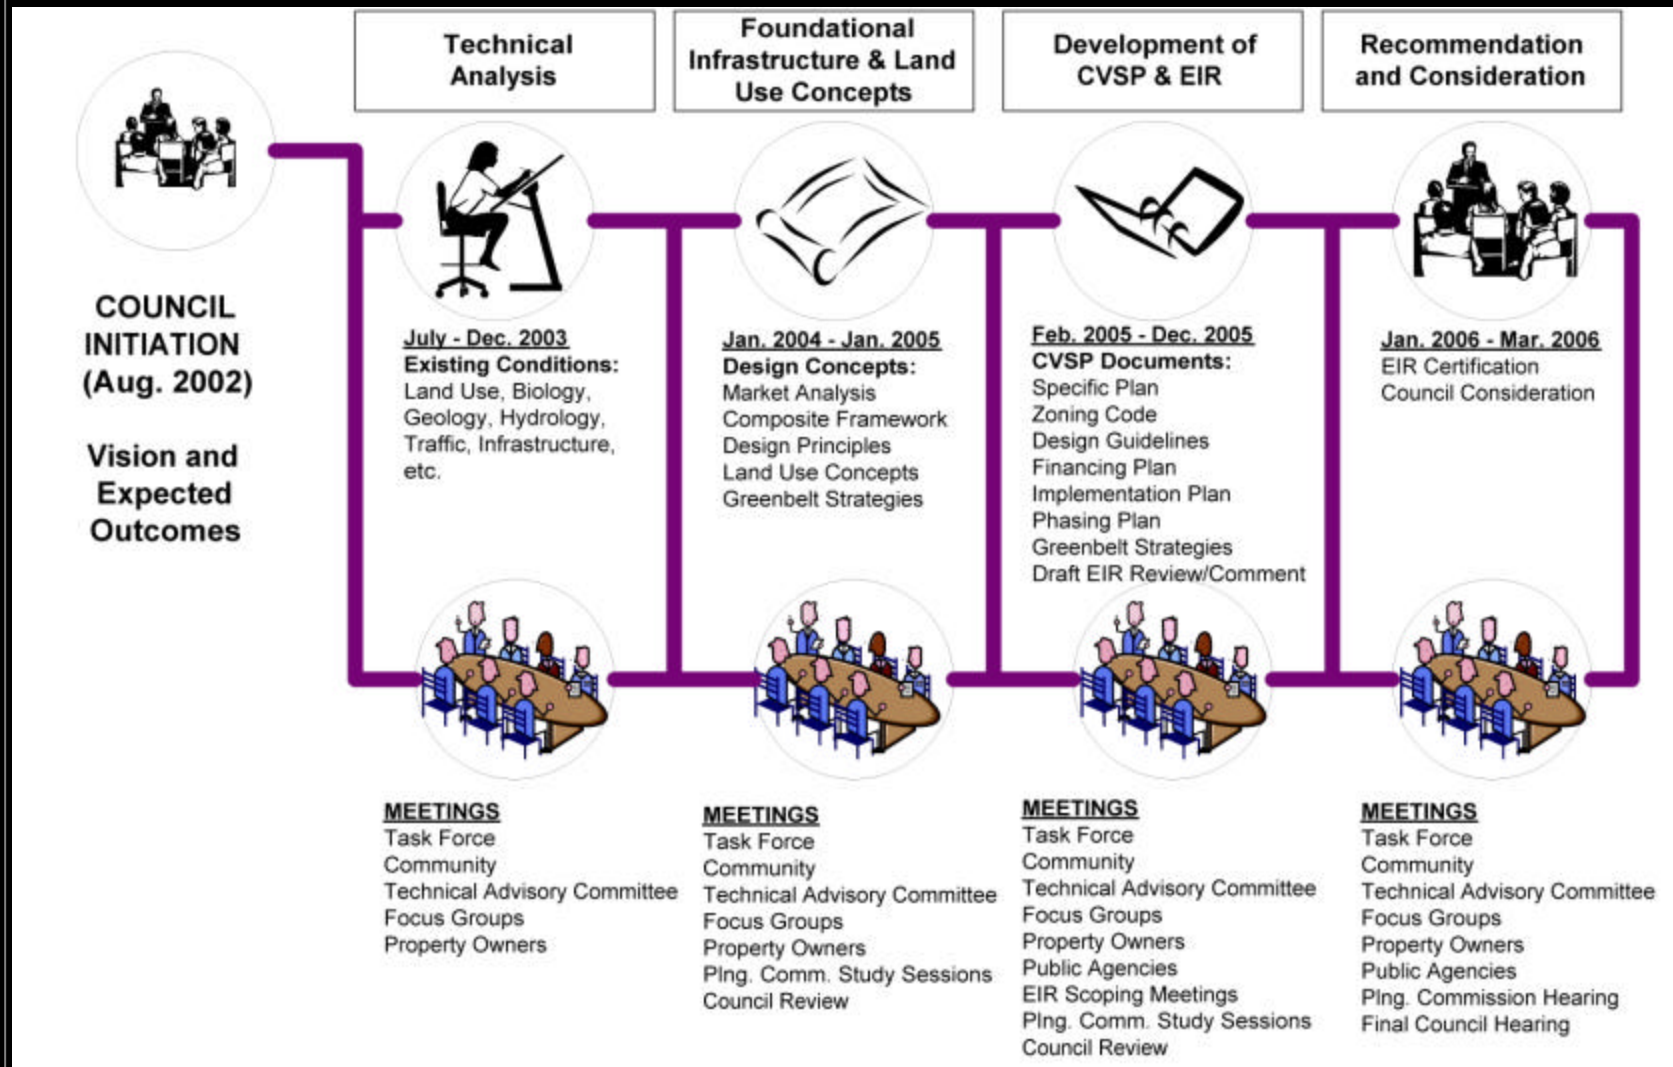 Technical
Analysis
Foundational
Infrastructure & Land
Use Concepts
Development of
CVSP & EIR
Recommendation
and Consideration
COUNCIL
INITIATION
(Aug. 2002)
Vision and
Expected
Outcomes
July - Dec. 2003
Existing Conditions:
Land Use, Biology,
Geology, Hydrology,
Traffic, Infrastructure,
etc.
Jan. 2004 - Jan. 2005
Design Concepts:
Market Analysis
Composite Framework
Design Principles
Land Use Concepts
Greenbelt Strategies
Feb. 2005 - Dec. 2005
CVSP Documents:
Specific Plan
Zoning Code
Design Guidelines
Financing Plan
Implementation Plan
Phasing Plan
Greenbelt Strategies
Draft EIR Review/Comment
Jan. 2006 - Mar. 2006
EIR Certification
Council Consideration
MEETINGS
Task Force
Community
Technical Advisory Committee
Focus Groups
Property Owners
MEETINGS
Task Force
Community
Technical Advisory Committee
Focus Groups
Property Owners
Plng. Comm. Study Sessions
Council Review
MEETINGS
Task Force
Community
Technical Advisory Committee
Focus Groups
Property Owners
Public Agencies
EIR Scoping Meetings
Plng. Comm. Study Sessions
Council Review
MEETINGS
Task Force
Community
Technical Advisory Committee
Focus Groups
Property Owners
Public Agencies
Plng. Commission Hearing
Final Council Hearing